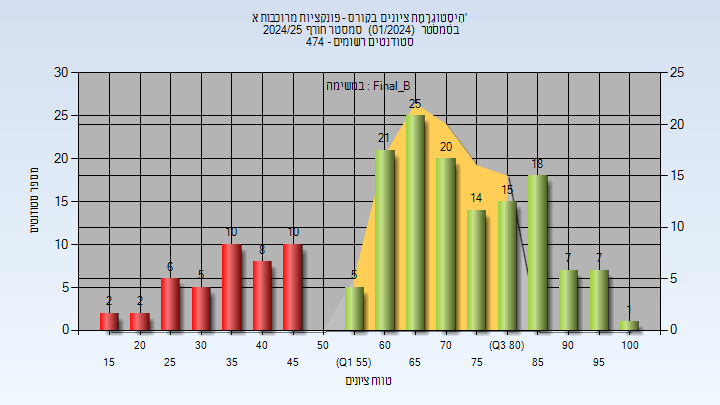 היסטוגרמת ציונים בקורס - פונקציות מרוכבות א'
בסמסטר (01/2024) סמסטר חורף 2024/25
סטודנטים רשומים - 474
במשימה : Final_B
30 25 20 15 10 5 0
25 20 15 10 5 0
מספר סטודנטים
2 2 6 5 10 8 10 5 21 25 20 14 15 18 7 7 1
20 30 40 50 60 70 (Q3 80) 90 100
15 25 35 45 (Q1 55) 65 75 85 95
טווח ציונים